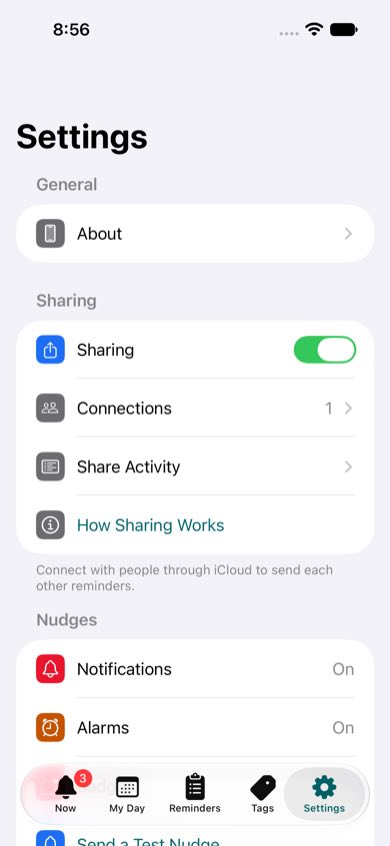 8:56
Settings
General
About
Sharing
Sharing
Connections 1
Share Activity
How Sharing Works
Connect with people through iCloud to send each
other reminders.
Nudges
Notifications On
Alarms On
3
Now My Day Reminders Tags Settings
Send a Test Nudge